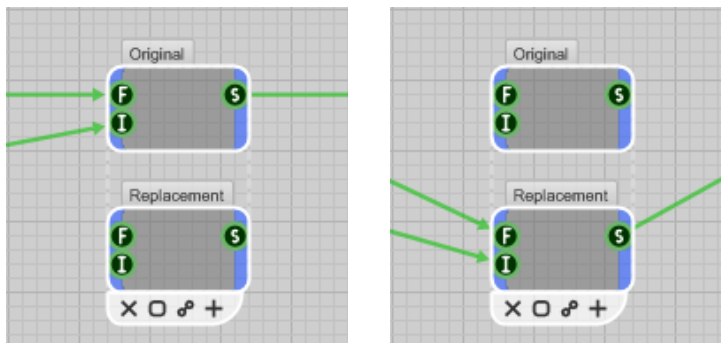 Original
F S
I
Replacement
F S
I
Original
F S
I
Replacement
F S
I